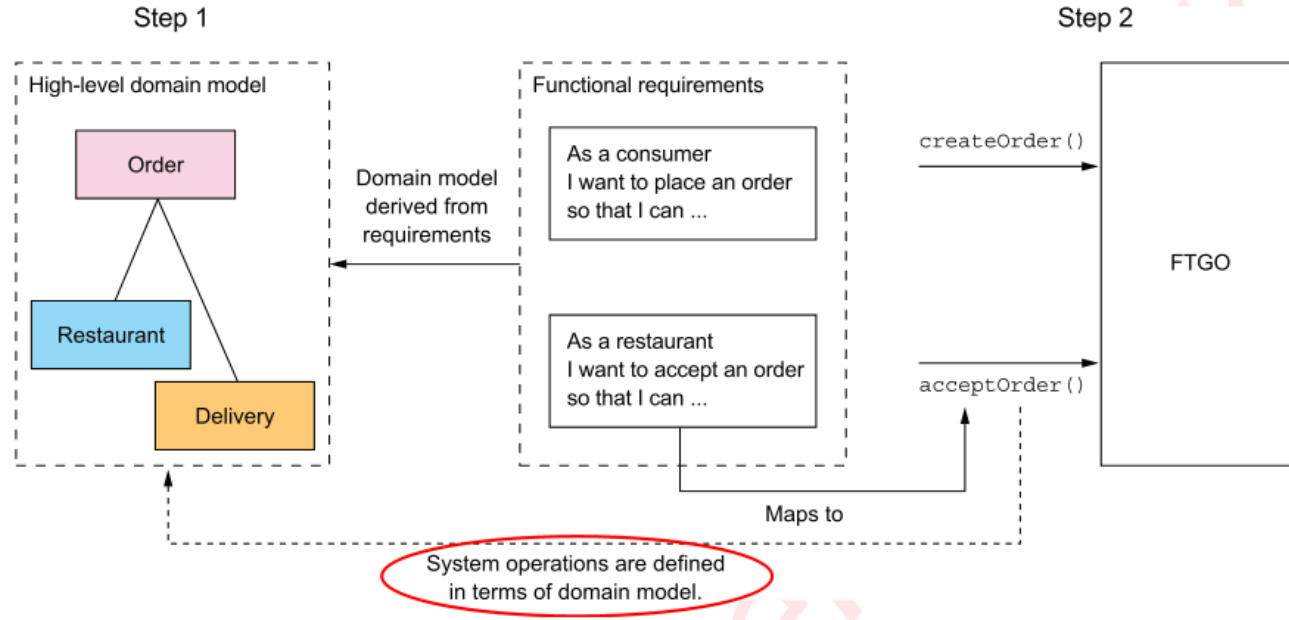 Step 1
Step 2
High-level domain model
Order
Restaurant
Delivery
Domain model
derived from
requirements
Functional requirements
As a consumer
I want to place an order
so that I can ...
As a restaurant
I want to accept an order
so that I can ...
createOrder()
acceptOrder()
FTGO
Maps to
System operations are defined
in terms of domain model.